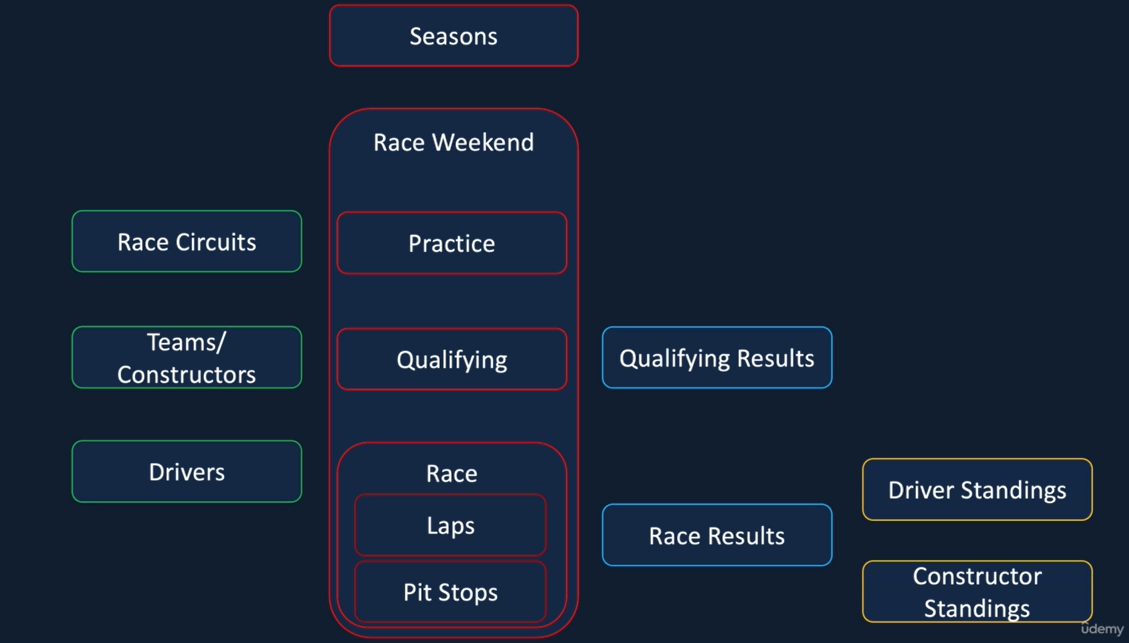 Seasons
Race Weekend
Race Circuits
Practice
Teams/
Constructors
Qualifying
Qualifying Results
Drivers
Race
Laps
Pit Stops
Race Results
Driver Standings
Constructor
Standings
ûdemy